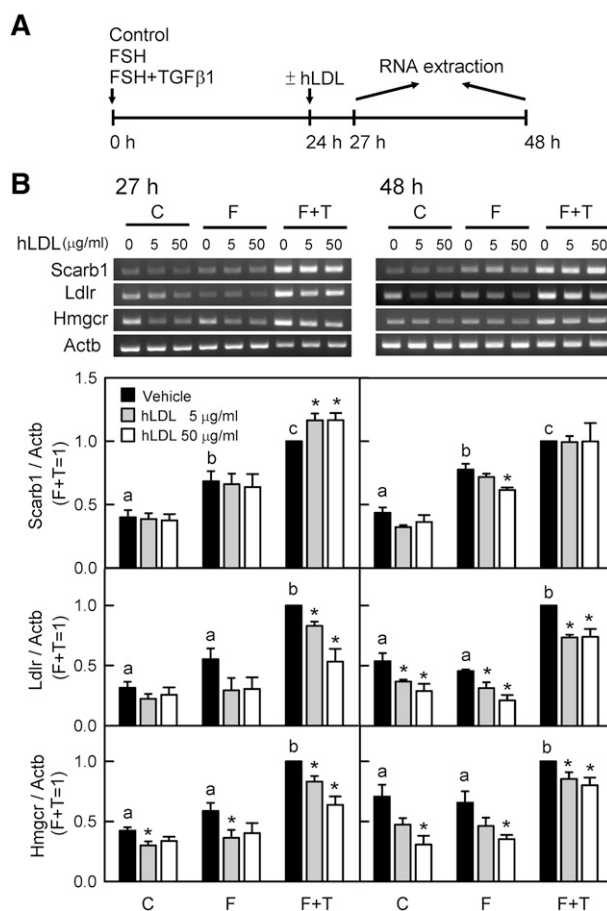 A
Control
FSH
FSH+TGFβ1
± hLDL
RNA extraction
0 h
24 h
27 h
48 h
B
27 h
48 h
C F F+T C F F+T
hLDL (μg/ml) 0 5 50 0 5 50 0 5 50 0 5 50 0 5 50 0 5 50
Scarb1
Ldlr
Hmgcr
Actb
1.5
1.0
0.5
0.0
Scarb1 / Actb
(F+T=1)
Vehicle
hLDL 5 μg/ml
hLDL 50 μg/ml
a b c * * a b * c
1.0
0.5
0.0
Ldlr / Actb
(F+T=1)
a a b * * a * * a * * b * *
1.0
0.5
0.0
Hmgcr / Actb
(F+T=1)
a * a * b * * a * a * b * *
C F F+T C F F+T